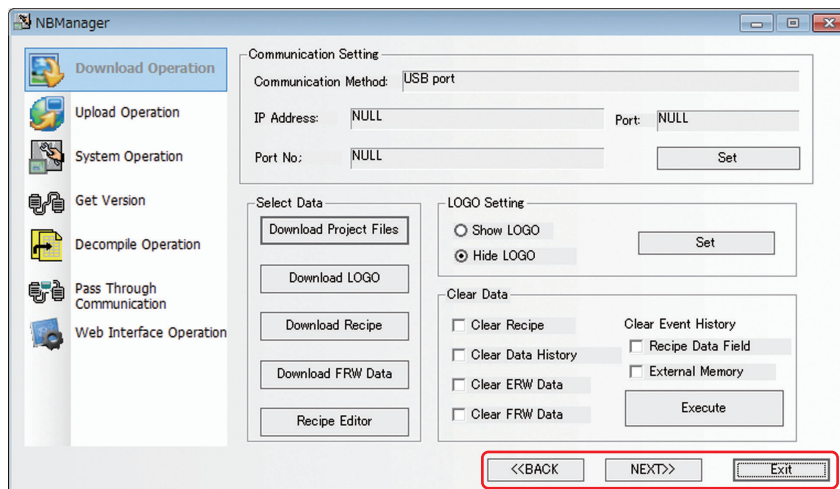 NBManager
Download Operation
Upload Operation
System Operation
Get Version
Decompile Operation
Pass Through
Communication
Web Interface Operation
Communication Setting
Communication Method: USB port
IP Address: NULL Port: NULL
Port No; NULL Set
Select Data
Download Project Files
Download LOGO
Download Recipe
Download FRW Data
Recipe Editor
LOGO Setting
Show LOGO
Hide LOGO
Set
Clear Data
Clear Recipe
Clear Data History
Clear ERW Data
Clear FRW Data
Clear Event History
Recipe Data Field
External Memory
Execute
<<BACK NEXT>> Exit